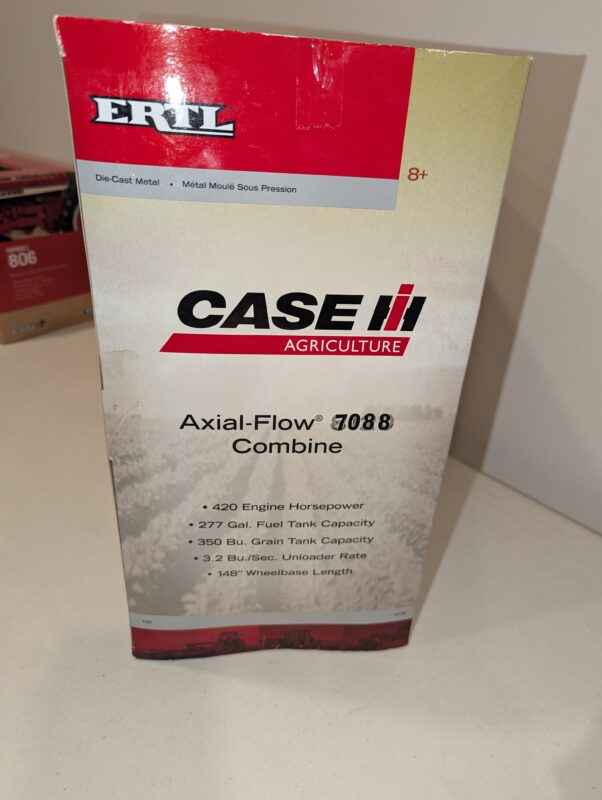 ERTL
Die-Cast Metal • Métal Moulé Sous Pression
8+
806
CASE IH
AGRICULTURE
Axial-Flow® 7088
Combine
• 420 Engine Horsepower
• 277 Gal. Fuel Tank Capacity
• 350 Bu. Grain Tank Capacity
• 3.2 Bu./Sec. Unloader Rate
• 148" Wheelbase Length